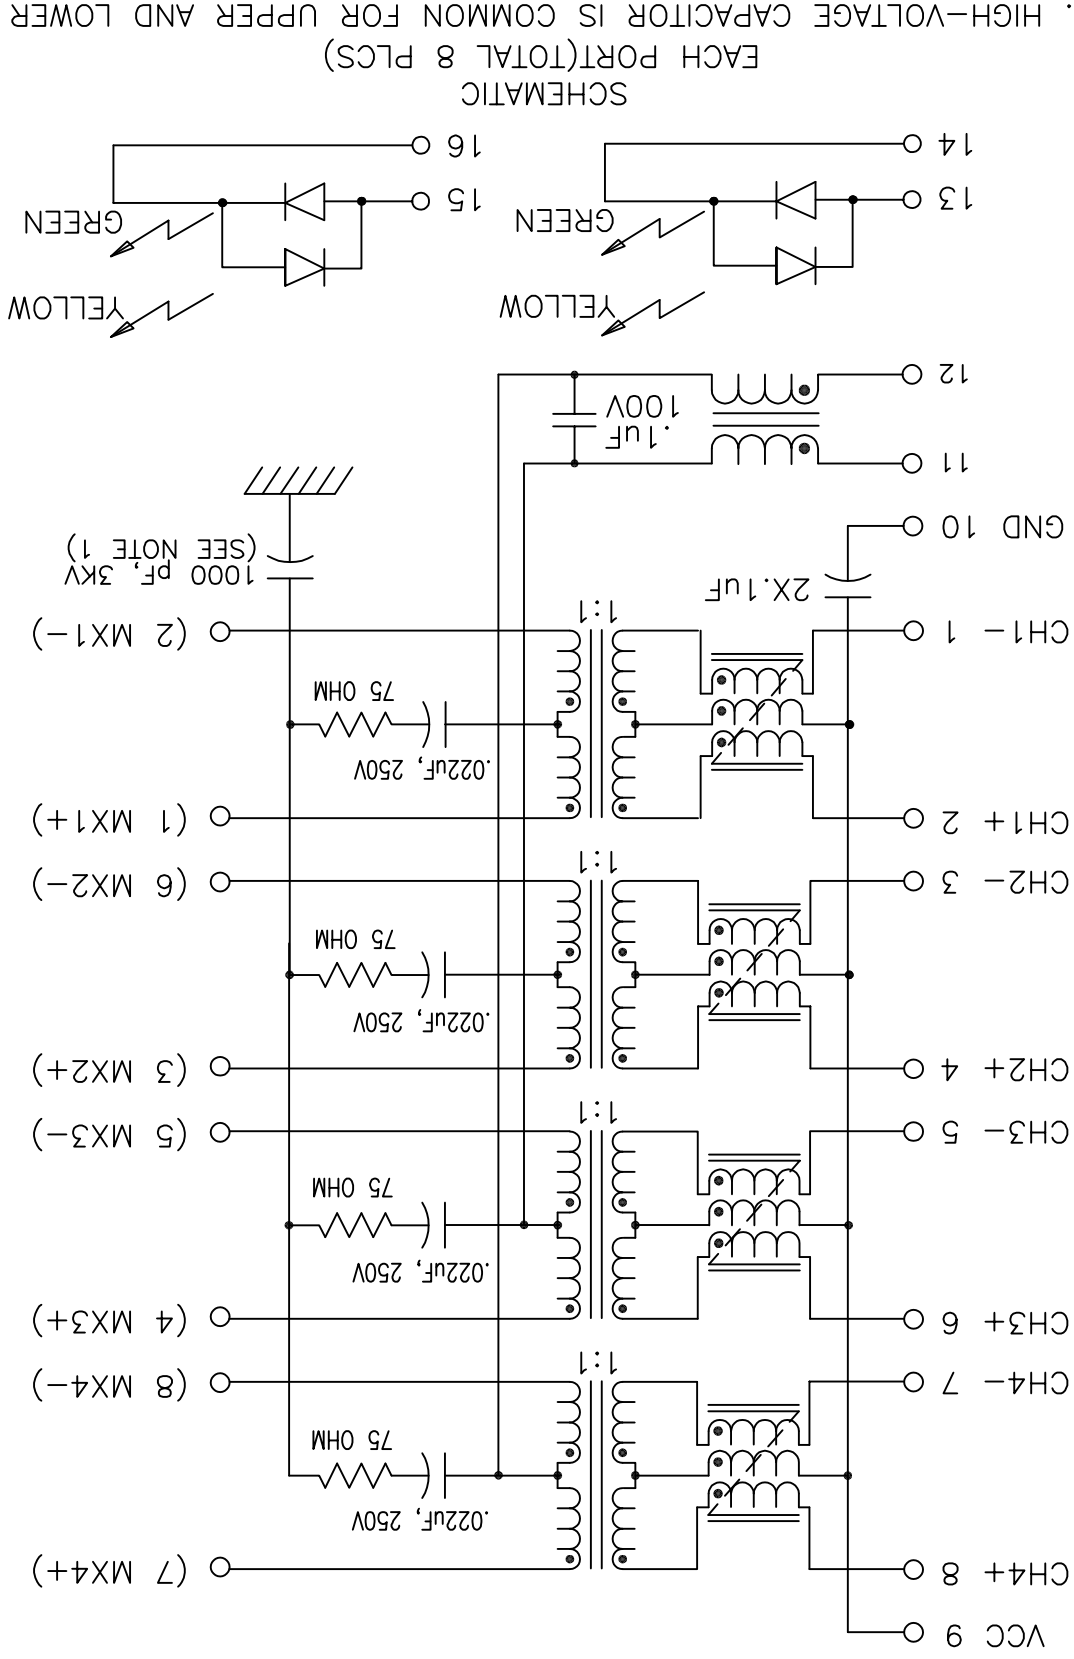 VCC 9
CH4+ 8
(7 MX4+)
.022uF, 250V
75 OHM
CH4- 7
(8 MX4-)
1:1
CH3+ 6
(4 MX3+)
.022uF, 250V
75 OHM
CH3- 5
(5 MX3-)
1:1
CH2+ 4
(3 MX2+)
.022uF, 250V
75 OHM
CH2- 3
(6 MX2-)
1:1
CH1+ 2
(1 MX1+)
.022uF, 250V
75 OHM
CH1- 1
(2 MX1-)
1:1
2X.1uF
1000 pF, 3KV
(SEE NOTE 1)
GND 10
11
.1uF
100V
12
YELLOW
YELLOW
GREEN
GREEN
13
15
14
16
SCHEMATIC
EACH PORT(TOTAL 8 PLCS)
. HIGH-VOLTAGE CAPACITOR IS COMMON FOR UPPER AND LOWER